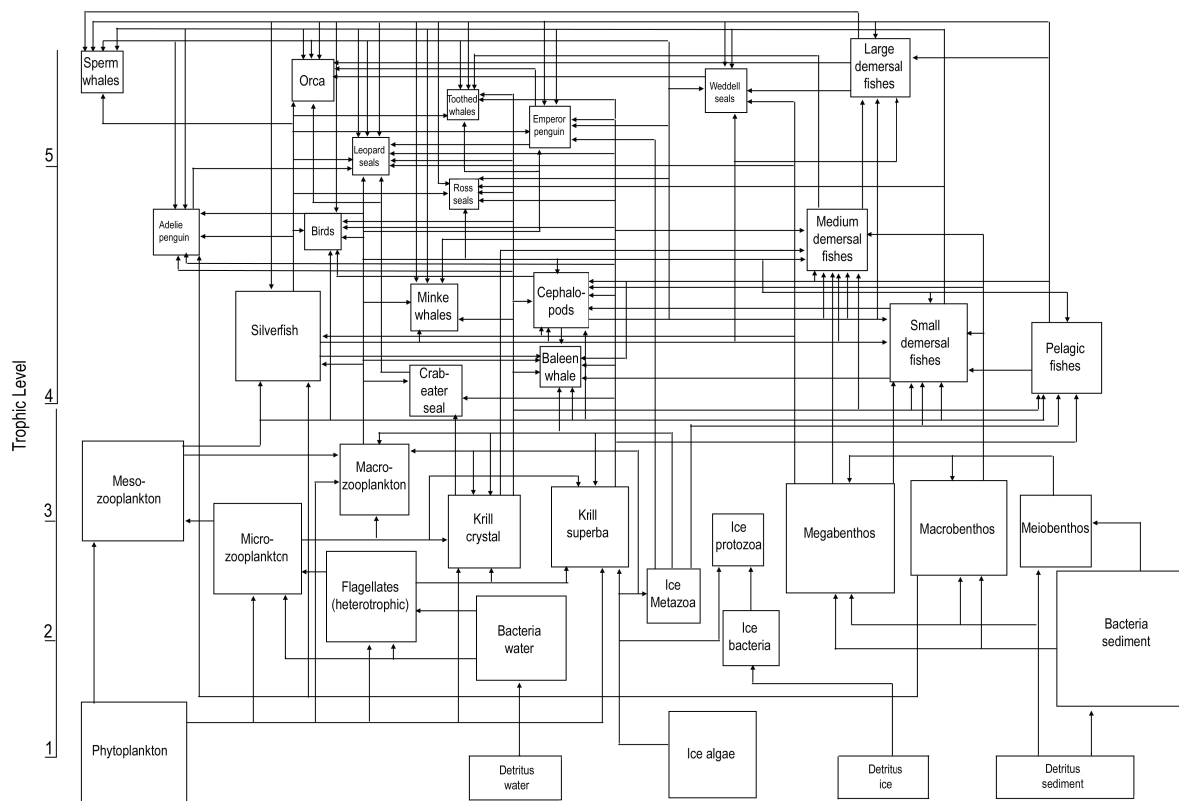 Sperm
whales
Orca
Toothed
whales
Emperor
penguin
Weddell
seals
Large
demersal
fishes
5
Leopard
seals
Ross
seals
Adelie
penguin
Birds
Medium
demersal
fishes
Silverfish
Minke
whales
Cephalo-
pods
Small
demersal
fishes
Pelagic
fishes
Baleen
whale
Crab-
eater
seal
4
Trophic Level
Meso-
zooplankton
Macro-
zooplankton
3
Micro-
zooplankton
Krill
crystal
Krill
superba
Ice
protozoa
Megabenthos
Macrobenthos
Meiobenthos
Flagellates
(heterotrophic)
Ice
Metazoa
2
Bacteria
water
Ice
bacteria
Bacteria
sediment
1
Phytoplankton
Detritus
water
Ice algae
Detritus
ice
Detritus
sediment